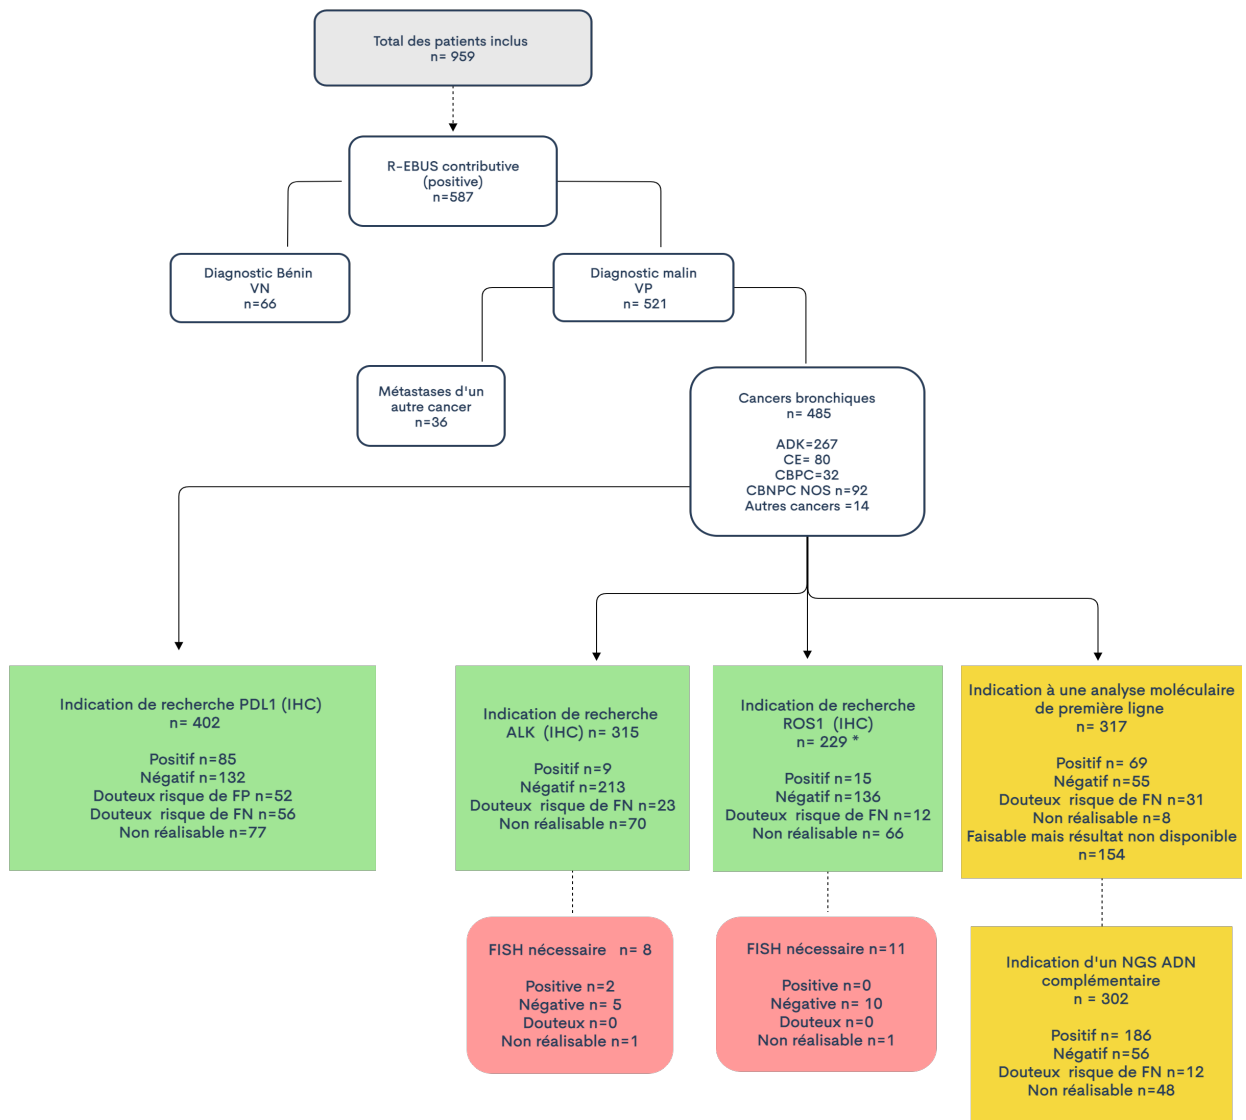 Total des patients inclus
n= 959
R-EBUS contributive
(positive)
n=587
Diagnostic Bénin
VN
n=66
Diagnostic malin
VP
n= 521
Métastases d'un
autre cancer
n=36
Cancers bronchiques
n= 485
ADK=267
CE= 80
CBPC=32
CBNPC NOS n=92
Autres cancers =14
Indication de recherche PDL1 (IHC)
n= 402
Positif n=85
Négatif n=132
Douteux risque de FP n=52
Douteux risque de FN n=56
Non réalisable n=77
Indication de recherche
ALK (IHC) n= 315
Positif n=9
Négatif n=213
Douteux risque de FN n=23
Non réalisable n=70
Indication de recherche
ROS1 (IHC)
n= 229 *
Positif n=15
Négatif n=136
Douteux risque de FN n=12
Non réalisable n= 66
Indication à une analyse moléculaire
de première ligne
n= 317
Positif n= 69
Négatif n=55
Douteux risque de FN n=31
Non réalisable n=8
Faisable mais résultat non disponible
n=154
FISH nécessaire n= 8
Positive n=2
Négative n= 5
Douteux n=0
Non réalisable n=1
FISH nécessaire n=11
Positive n=0
Négative n= 10
Douteux n=0
Non réalisable n=1
Indication d'un NGS ADN
complémentaire
n = 302
Positif n= 186
Négatif n=56
Douteux risque de FN n=12
Non réalisable n=48